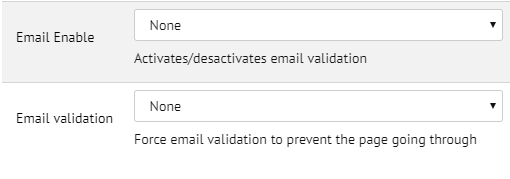 Email Enable
None
Activates/desactivates email validation
Email validation
None
Force email validation to prevent the page going through